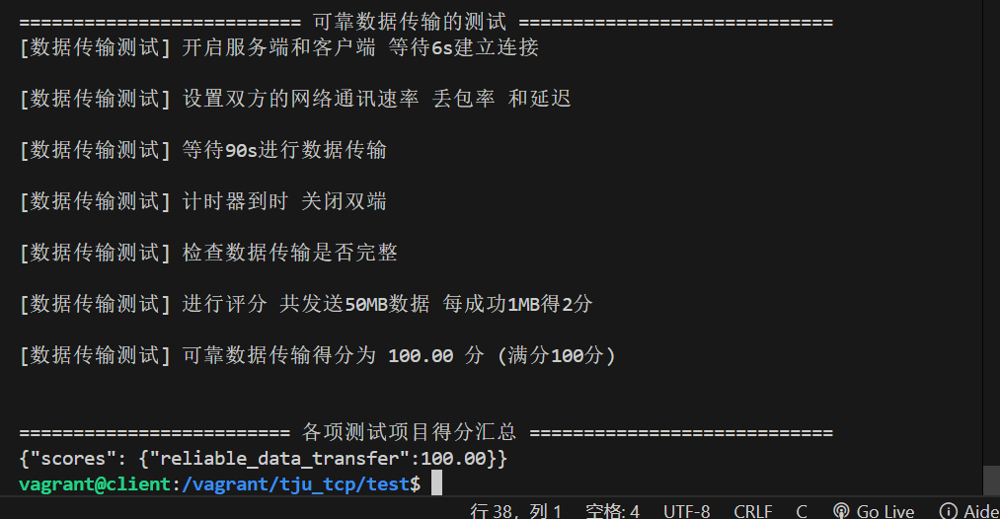 ========================== 可靠数据传输的测试 =============================
[数据传输测试] 开启服务端和客户端 等待6s建立连接
[数据传输测试] 设置双方的网络通讯速率 丢包率 和延迟
[数据传输测试] 等待90s进行数据传输
[数据传输测试] 计时器到时 关闭双端
[数据传输测试] 检查数据传输是否完整
[数据传输测试] 进行评分 共发送50MB数据 每成功1MB得2分
[数据传输测试] 可靠数据传输得分为 100.00 分 (满分100分)
========================= 各项测试项目得分汇总 ============================
{"scores": {"reliable_data_transfer":100.00}}
vagrant@client:/vagrant/tju_tcp/test$
行 38，列 1 空格: 4 UTF-8 CRLF C Go Live Aide